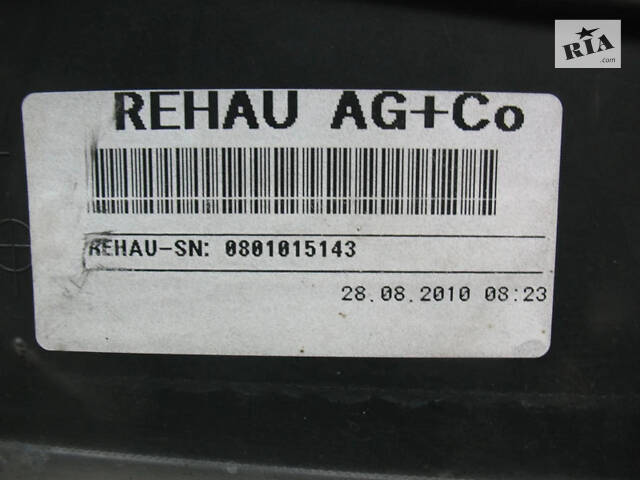 RIA
.com
REHAU AG+Co
REHAU-SN: 0801015143
28.08.2010 08:23